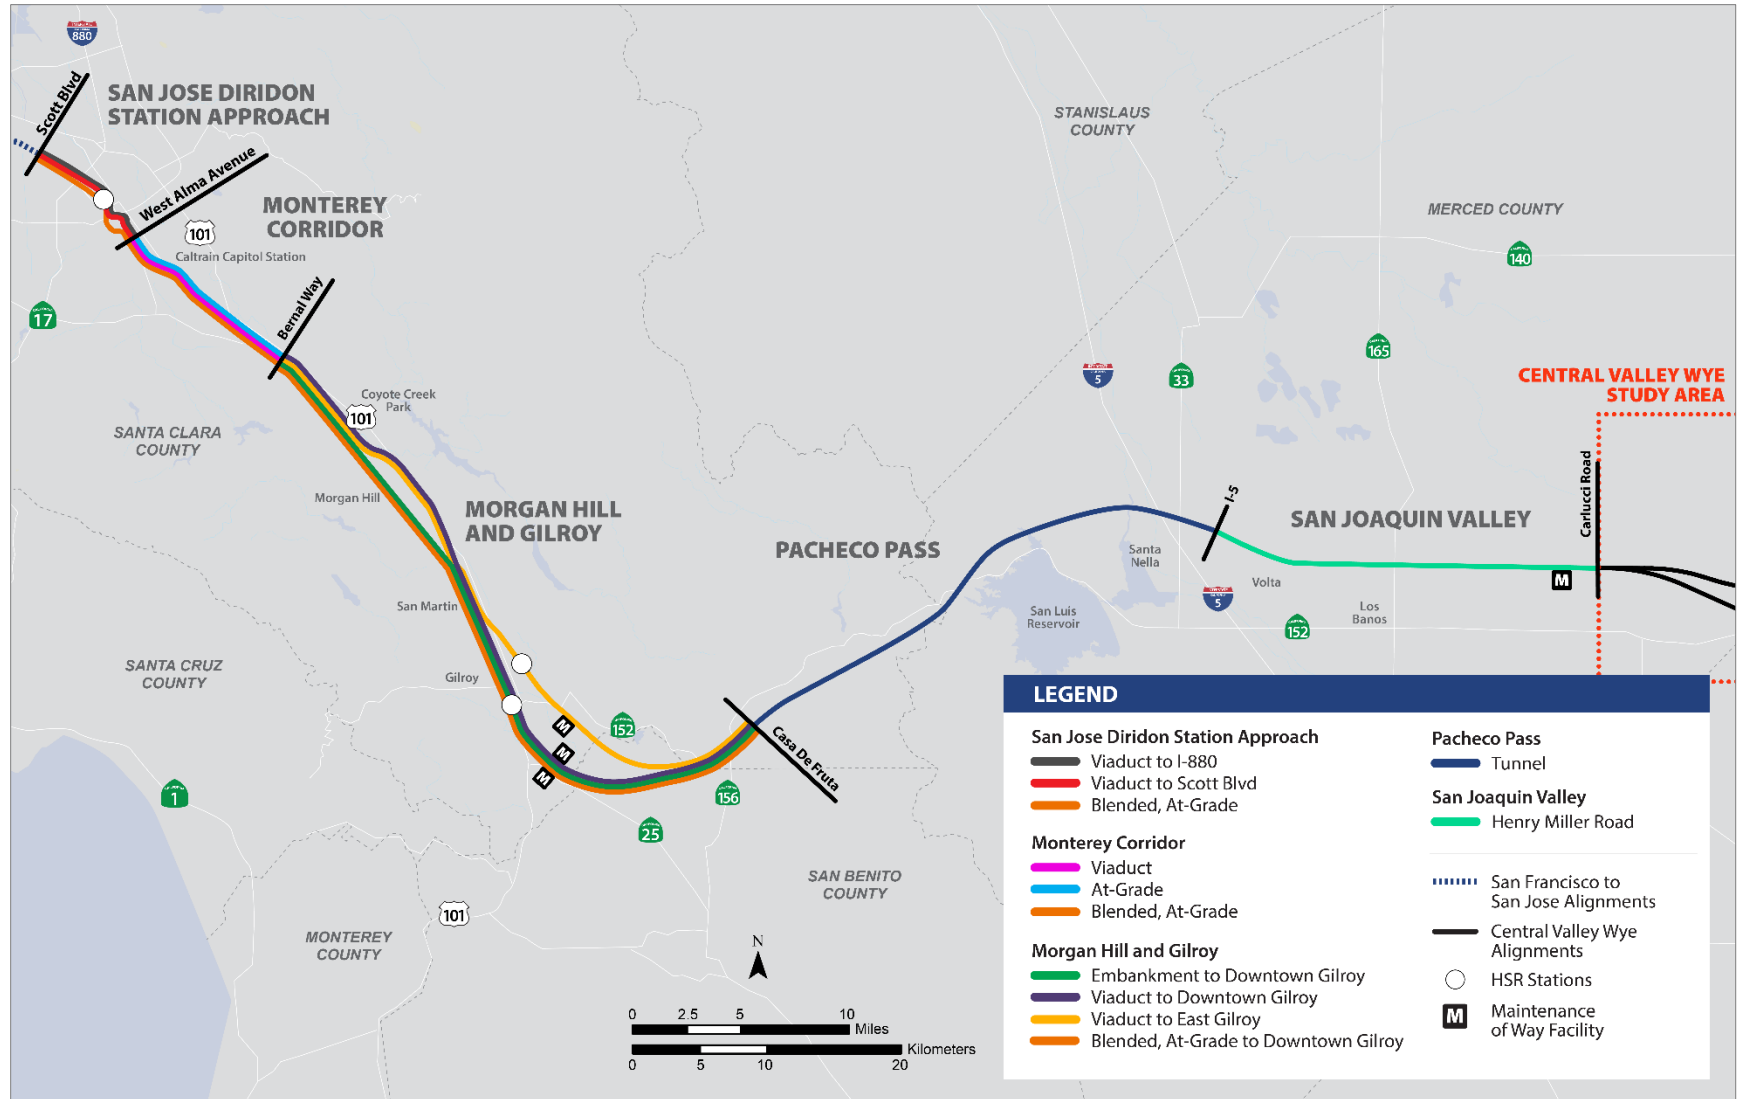 880
Scott Blvd
SAN JOSE DIRIDON
STATION APPROACH
West Alma Avenue
MONTEREY
CORRIDOR
101
Caltrain Capitol Station
17
Bernal Way
Coyote Creek
Park
101
SANTA CLARA
COUNTY
Morgan Hill
MORGAN HILL
AND GILROY
San Martin
SANTA CRUZ
COUNTY
Gilroy
M
M
M
152
Casa De Fruta
156
25
1
101
MONTEREY
COUNTY
SAN BENITO
COUNTY
PACHECO PASS
STANISLAUS
COUNTY
MERCED COUNTY
140
165
5
33
CENTRAL VALLEY WYE
STUDY AREA
Carlucci Road
I-5
SAN JOAQUIN VALLEY
Santa
Nella
Volta
M
5
San Luis
Reservoir
Los
Banos
152
N
0 2.5 5 10
Miles
Kilometers
0 5 10 20
LEGEND
San Jose Diridon Station Approach
Viaduct to I-880
Viaduct to Scott Blvd
Blended, At-Grade
Monterey Corridor
Viaduct
At-Grade
Blended, At-Grade
Morgan Hill and Gilroy
Embankment to Downtown Gilroy
Viaduct to Downtown Gilroy
Viaduct to East Gilroy
Blended, At-Grade to Downtown Gilroy
Pacheco Pass
Tunnel
San Joaquin Valley
Henry Miller Road
San Francisco to
San Jose Alignments
Central Valley Wye
Alignments
HSR Stations
M
Maintenance
of Way Facility